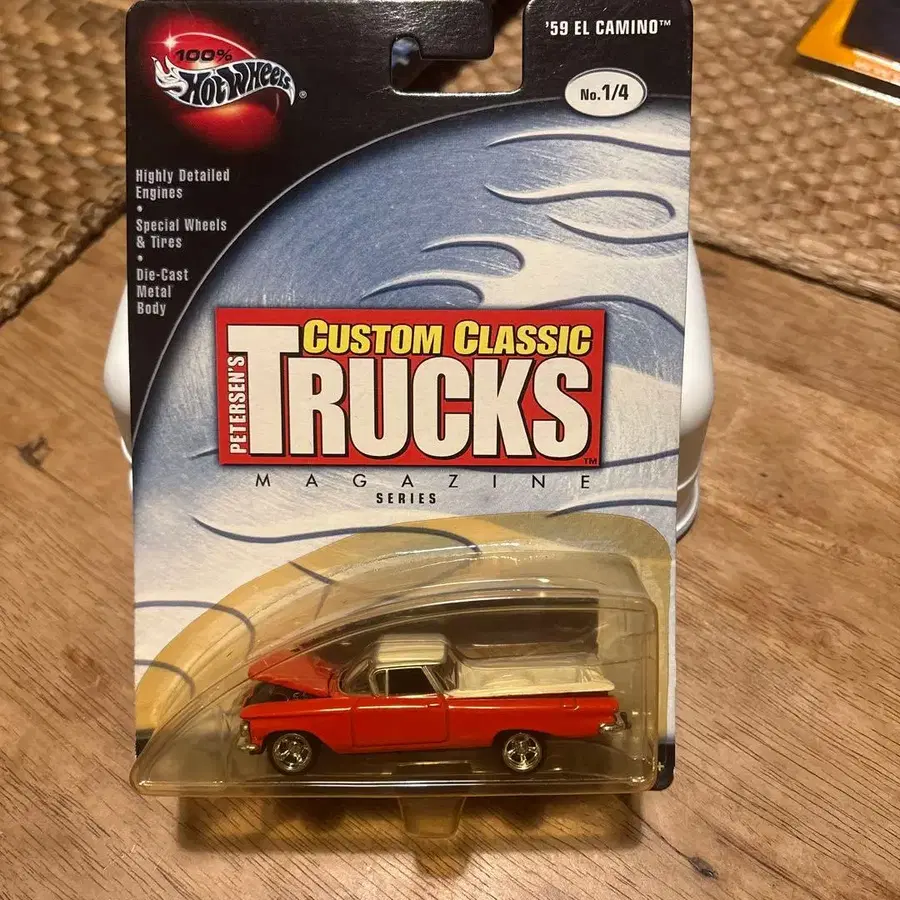 '59 EL CAMINO™
No.1/4
100%
HOT WHEELS®
Highly Detailed
Engines
•
Special Wheels
& Tires
•
Die-Cast
Metal
Body
PETERSEN'S
CUSTOM CLASSIC
TRUCKS™
MAGAZINE
SERIES